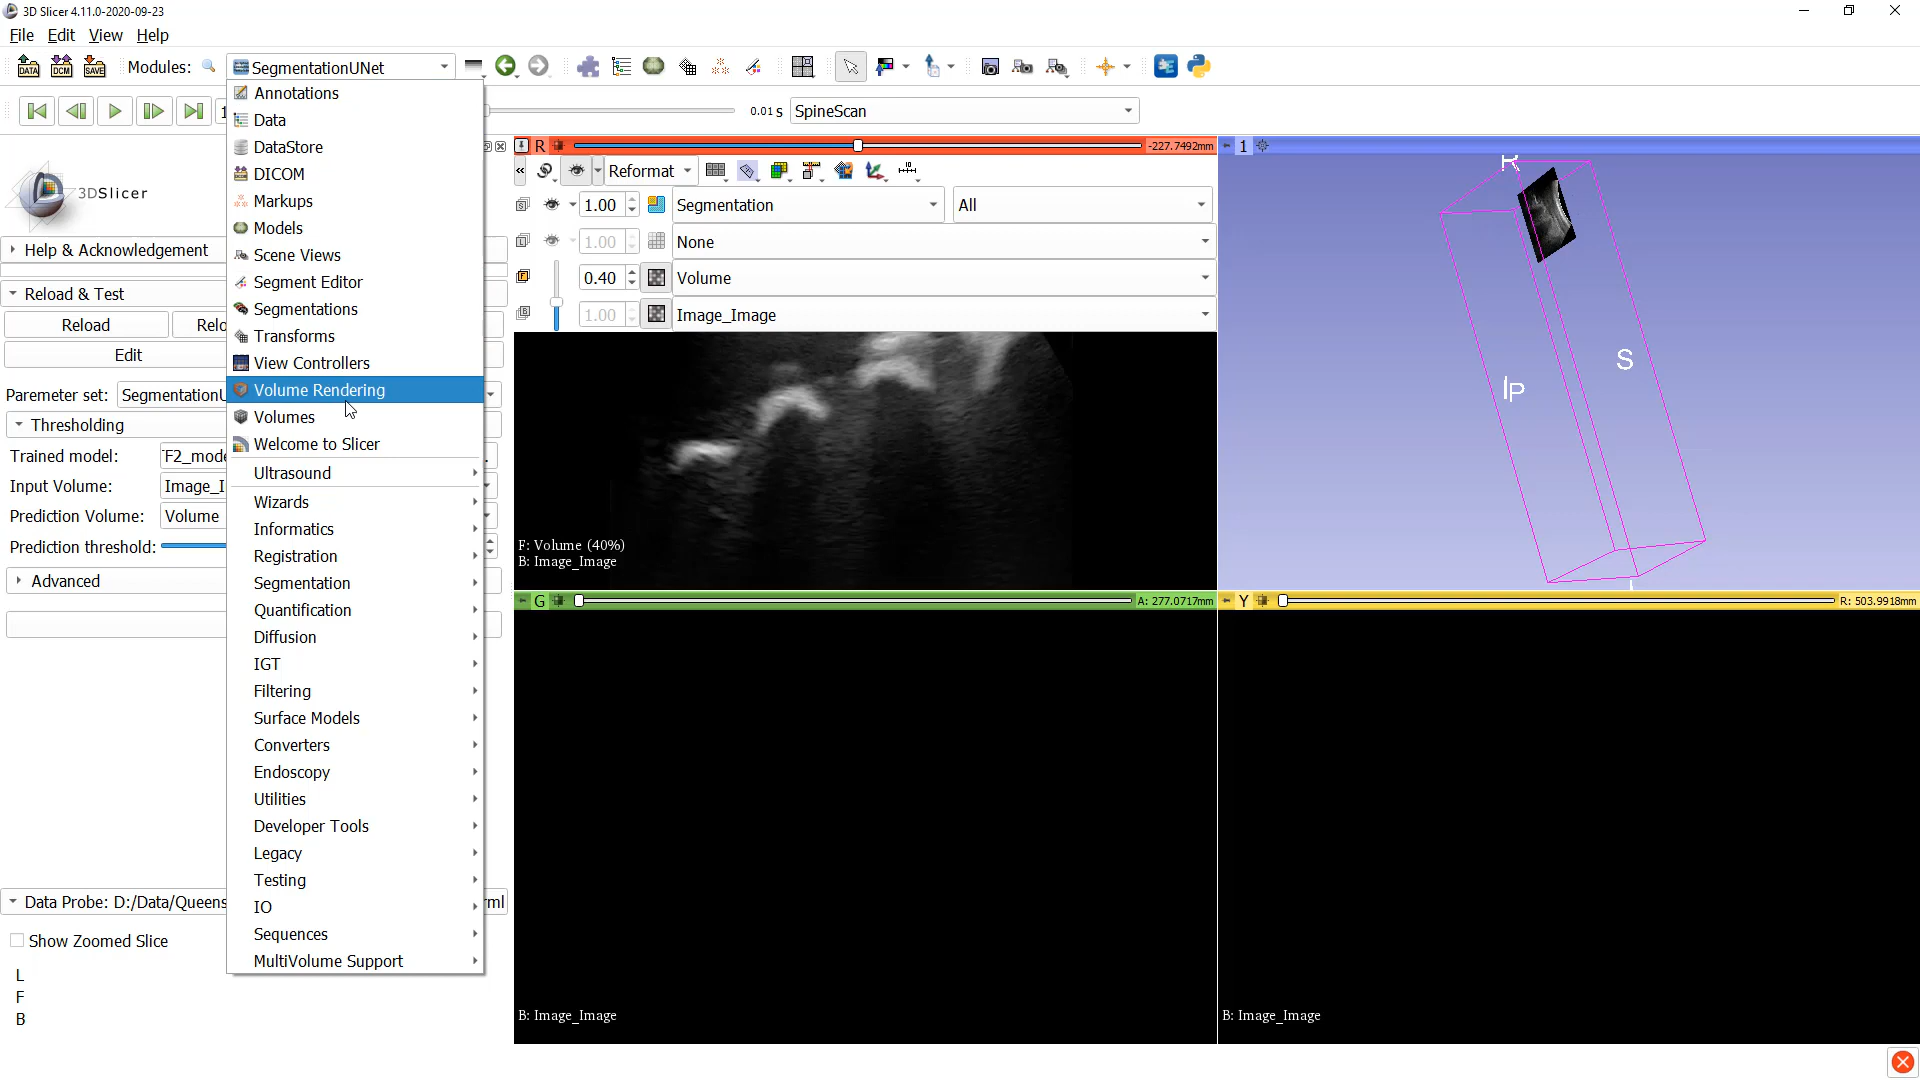 3D Slicer 4.11.0-2020-09-23
File Edit View Help
DATA DCM SAVE Modules: SegmentationUNet
0.01 s SpineScan
Annotations
Data
DataStore
DICOM
Markups
Models
Scene Views
Segment Editor
Segmentations
Transforms
View Controllers
Volume Rendering
Volumes
Welcome to Slicer
Ultrasound
Wizards
Informatics
Registration
Segmentation
Quantification
Diffusion
IGT
Filtering
Surface Models
Converters
Endoscopy
Utilities
Developer Tools
Legacy
Testing
IO
Sequences
MultiVolume Support
3DSlicer
Help & Acknowledgement
Reload & Test
Reload
Edit
Paremeter set: SegmentationU
Thresholding
Trained model:
Input Volume: Image_I
Prediction Volume: Volume
Prediction threshold:
Advanced
Data Probe: D:/Data/Queens
Show Zoomed Slice
L
F
B
R -227.7492mm
Reformat
1.00 Segmentation All
1.00 None
0.40 Volume
1.00 Image_Image
F: Volume (40%)
B: Image_Image
1
R
S
I P
G A: 277.0717mm
B: Image_Image
Y R: 503.9918mm
B: Image_Image